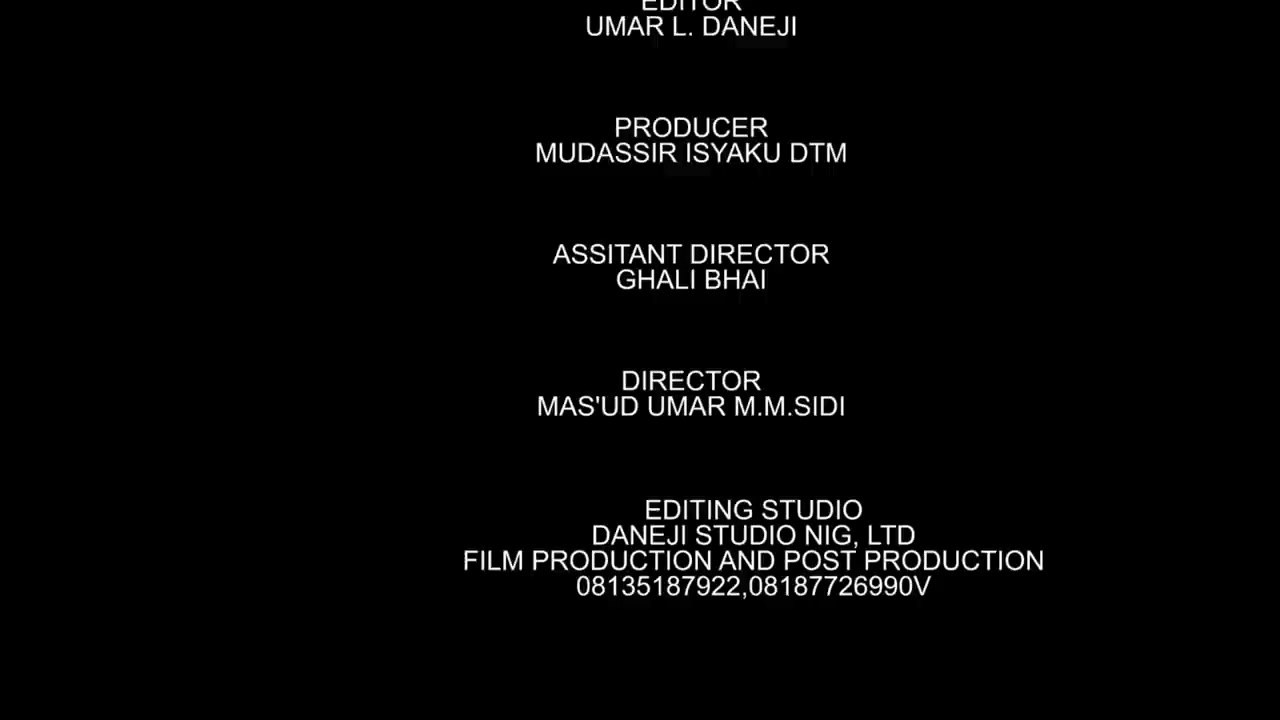 EDITOR
UMAR L. DANEJI
PRODUCER
MUDASSIR ISYAKU DTM
ASSITANT DIRECTOR
GHALI BHAI
DIRECTOR
MAS'UD UMAR M.M.SIDI
EDITING STUDIO
DANEJI STUDIO NIG, LTD
FILM PRODUCTION AND POST PRODUCTION
08135187922,08187726990V